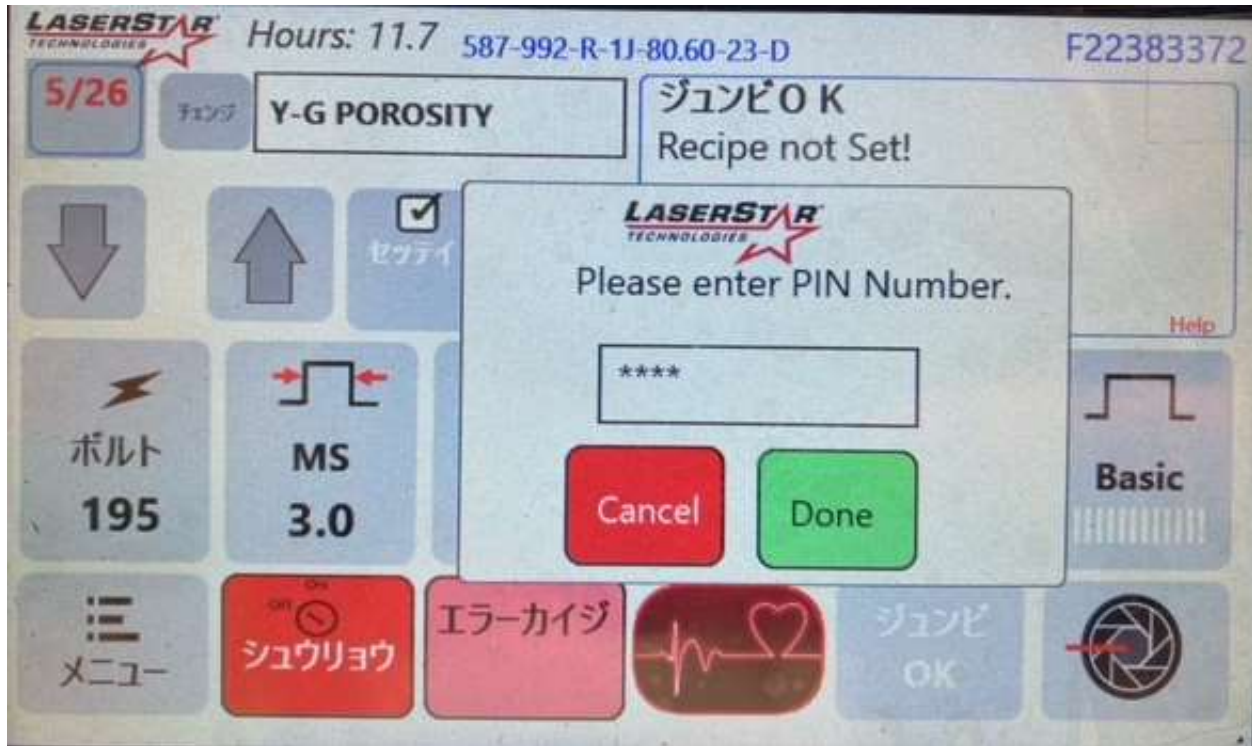 LASERSTAR
TECHNOLOGIES
Hours: 11.7
587-992-R-1J-80.60-23-D
F22383372
5/26
チェンジ
Y-G POROSITY
ジュンビO K
Recipe not Set!
Help
セッテイ
LASERSTAR
TECHNOLOGIES
Please enter PIN Number.
****
Cancel
Done
ボルト
195
MS
3.0
Basic
メニュー
シュウリョウ
エラーカイジ
ジュンビ
OK